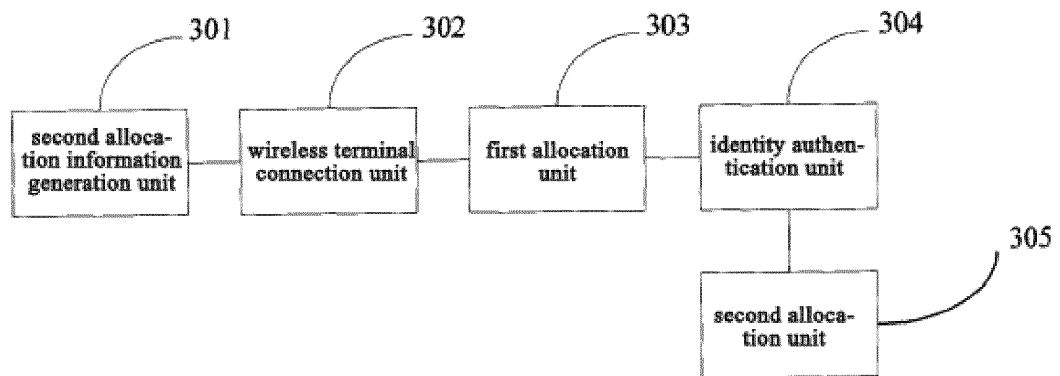 301
302
303
304
second alloca-
tion information
generation unit
wireless terminal
connection unit
first allocation
unit
identity authen-
tication unit
305
second alloca-
tion unit